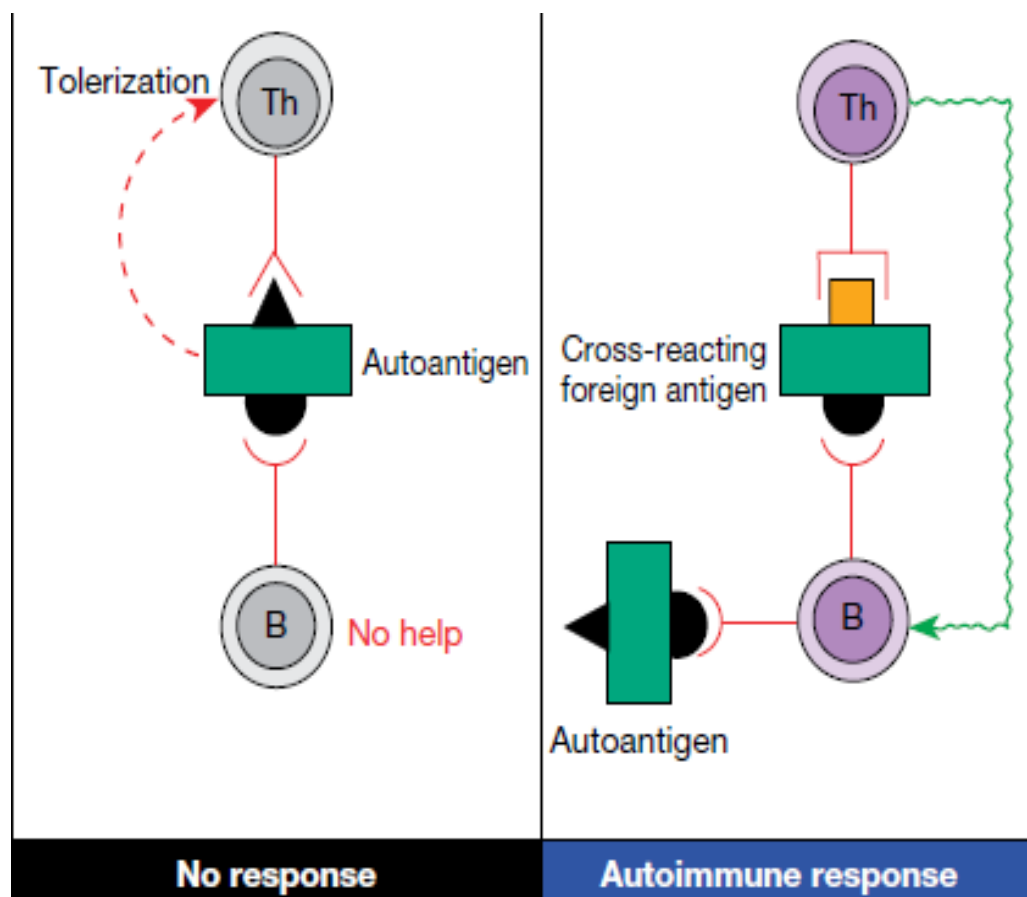 Tolerization
Th
Autoantigen
B
No help
No response
Th
Cross-reacting
foreign antigen
B
Autoantigen
Autoimmune response